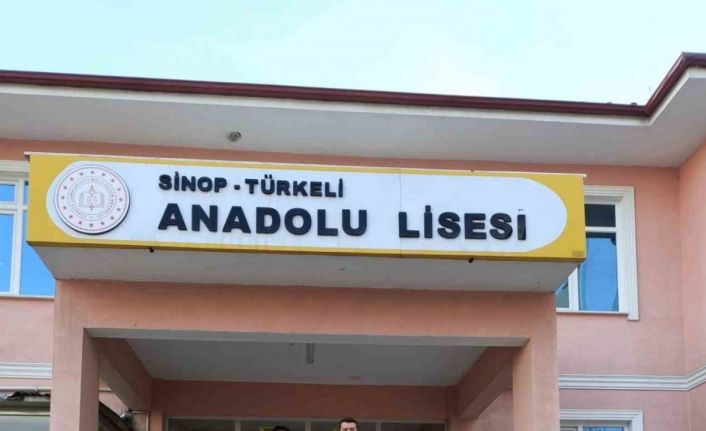 SİNOP - TÜRKELİ
ANADOLU LİSESİ